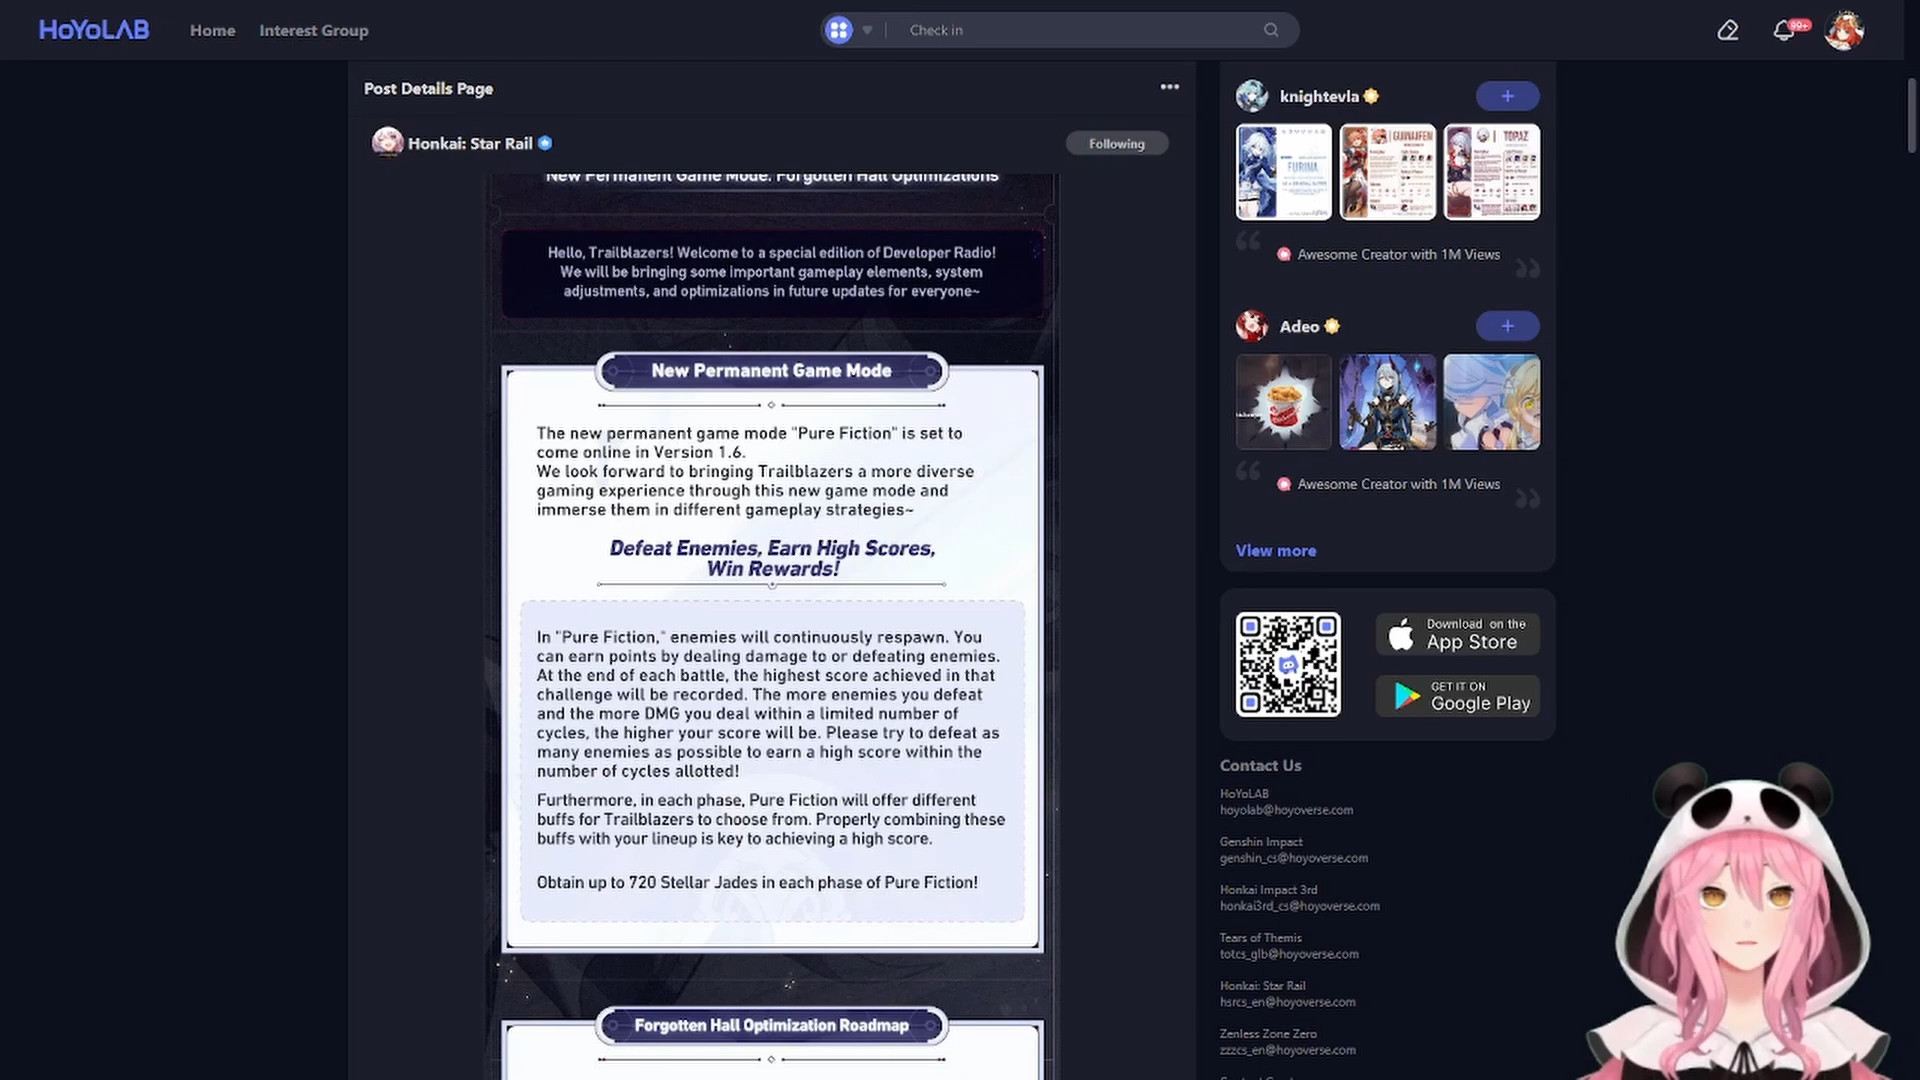 HoYoLAB
Home
Interest Group
Check in
99+
Post Details Page
Honkai: Star Rail
Following
New Permanent Game Mode: Forgotten Hall Optimizations
Hello, Trailblazers! Welcome to a special edition of Developer Radio!
We will be bringing some important gameplay elements, system
adjustments, and optimizations in future updates for everyone~
New Permanent Game Mode
The new permanent game mode "Pure Fiction" is set to
come online in Version 1.6.
We look forward to bringing Trailblazers a more diverse
gaming experience through this new game mode and
immerse them in different gameplay strategies~
Defeat Enemies, Earn High Scores,
Win Rewards!
In "Pure Fiction," enemies will continuously respawn. You
can earn points by dealing damage to or defeating enemies.
At the end of each battle, the highest score achieved in that
challenge will be recorded. The more enemies you defeat
and the more DMG you deal within a limited number of
cycles, the higher your score will be. Please try to defeat as
many enemies as possible to earn a high score within the
number of cycles allotted!
Furthermore, in each phase, Pure Fiction will offer different
buffs for Trailblazers to choose from. Properly combining these
buffs with your lineup is key to achieving a high score.
Obtain up to 720 Stellar Jades in each phase of Pure Fiction!
Forgotten Hall Optimization Roadmap
knightevla
FURINA
GUINAIFEN
TOPAZ
Awesome Creator with 1M Views
Adeo
Awesome Creator with 1M Views
View more
Download on the
App Store
GET IT ON
Google Play
Contact Us
HoYoLAB
hoyolab@hoyoverse.com
Genshin Impact
genshin_cs@hoyoverse.com
Honkai Impact 3rd
honkai3rd_cs@hoyoverse.com
Tears of Themis
totcs_glb@hoyoverse.com
Honkai: Star Rail
hsrcs_en@hoyoverse.com
Zenless Zone Zero
zzzcs_en@hoyoverse.com